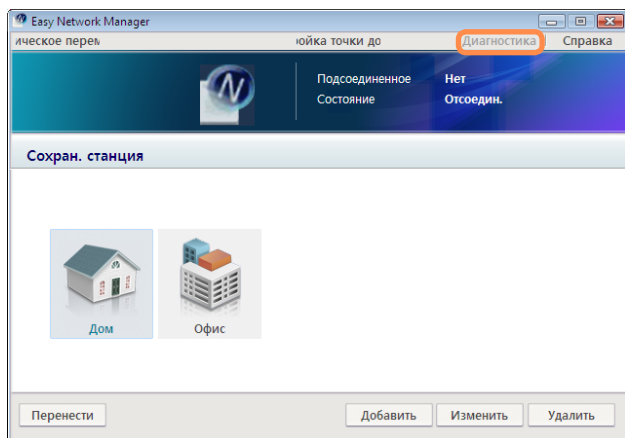 Easy Network Manager
ическое перем ойка точки до Диагностика Справка
Подсоединенное Нет
Состояние Отсоедин.
Сохран. станция
Дом Офис
Перенести Добавить Изменить Удалить